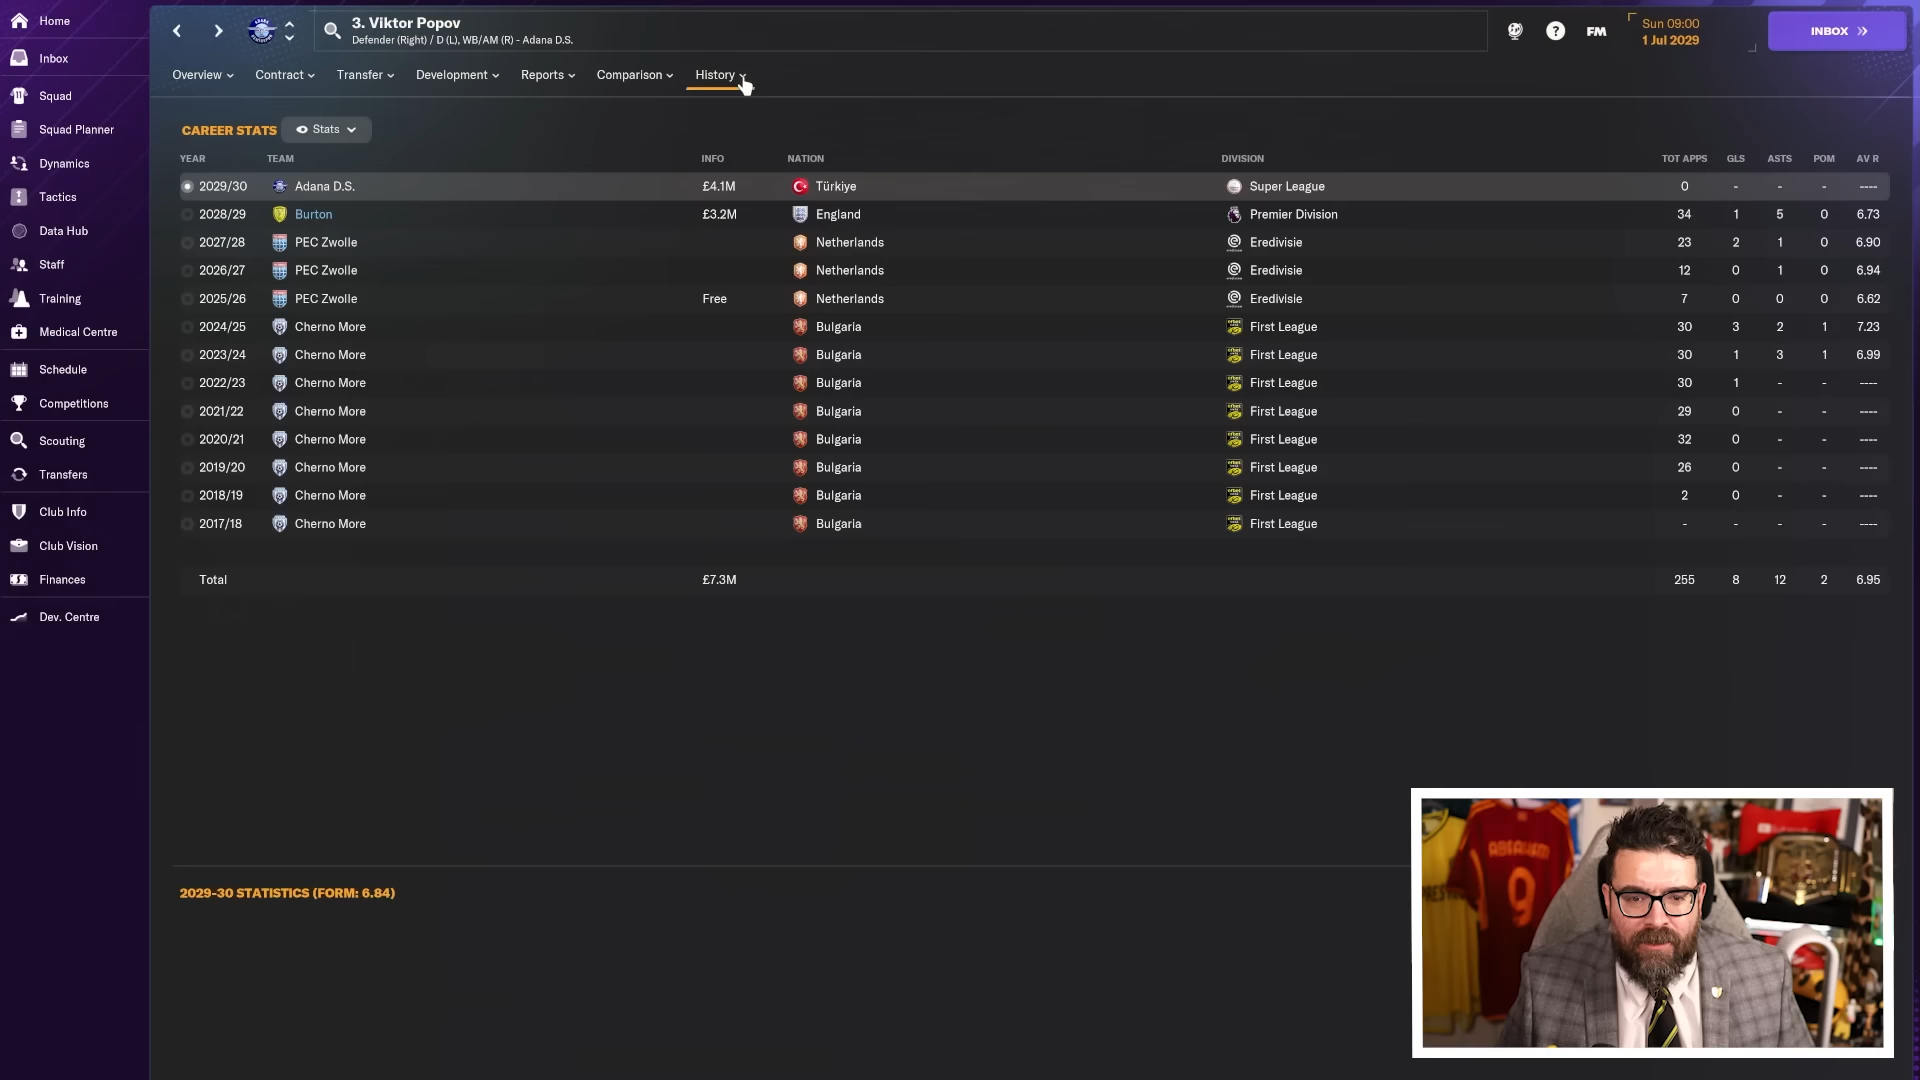 Home
Inbox
Squad
Squad Planner
Dynamics
Tactics
Data Hub
Staff
Training
Medical Centre
Schedule
Competitions
Scouting
Transfers
Club Info
Club Vision
Finances
Dev. Centre
3. Viktor Popov
Defender (Right) / D (L), WB/AM (R) - Adana D.S.
FM
Sun 09:00
1 Jul 2029
INBOX
Overview
Contract
Transfer
Development
Reports
Comparison
History
CAREER STATS
Stats
YEAR TEAM INFO NATION DIVISION TOT APPS GLS ASTS POM AV R
2029/30 Adana D.S. £4.1M Türkiye Super League 0 - - - ----
2028/29 Burton £3.2M England Premier Division 34 1 5 0 6.73
2027/28 PEC Zwolle Netherlands Eredivisie 23 2 1 0 6.90
2026/27 PEC Zwolle Netherlands Eredivisie 12 0 1 0 6.94
2025/26 PEC Zwolle Free Netherlands Eredivisie 7 0 0 0 6.62
2024/25 Cherno More Bulgaria First League 30 3 2 1 7.23
2023/24 Cherno More Bulgaria First League 30 1 3 1 6.99
2022/23 Cherno More Bulgaria First League 30 1 - - ----
2021/22 Cherno More Bulgaria First League 29 0 - - ----
2020/21 Cherno More Bulgaria First League 32 0 - - ----
2019/20 Cherno More Bulgaria First League 26 0 - - ----
2018/19 Cherno More Bulgaria First League 2 0 - - ----
2017/18 Cherno More Bulgaria First League - - - - ----
Total £7.3M 255 8 12 2 6.95
2029-30 STATISTICS (FORM: 6.84)
ABRAHAM
9